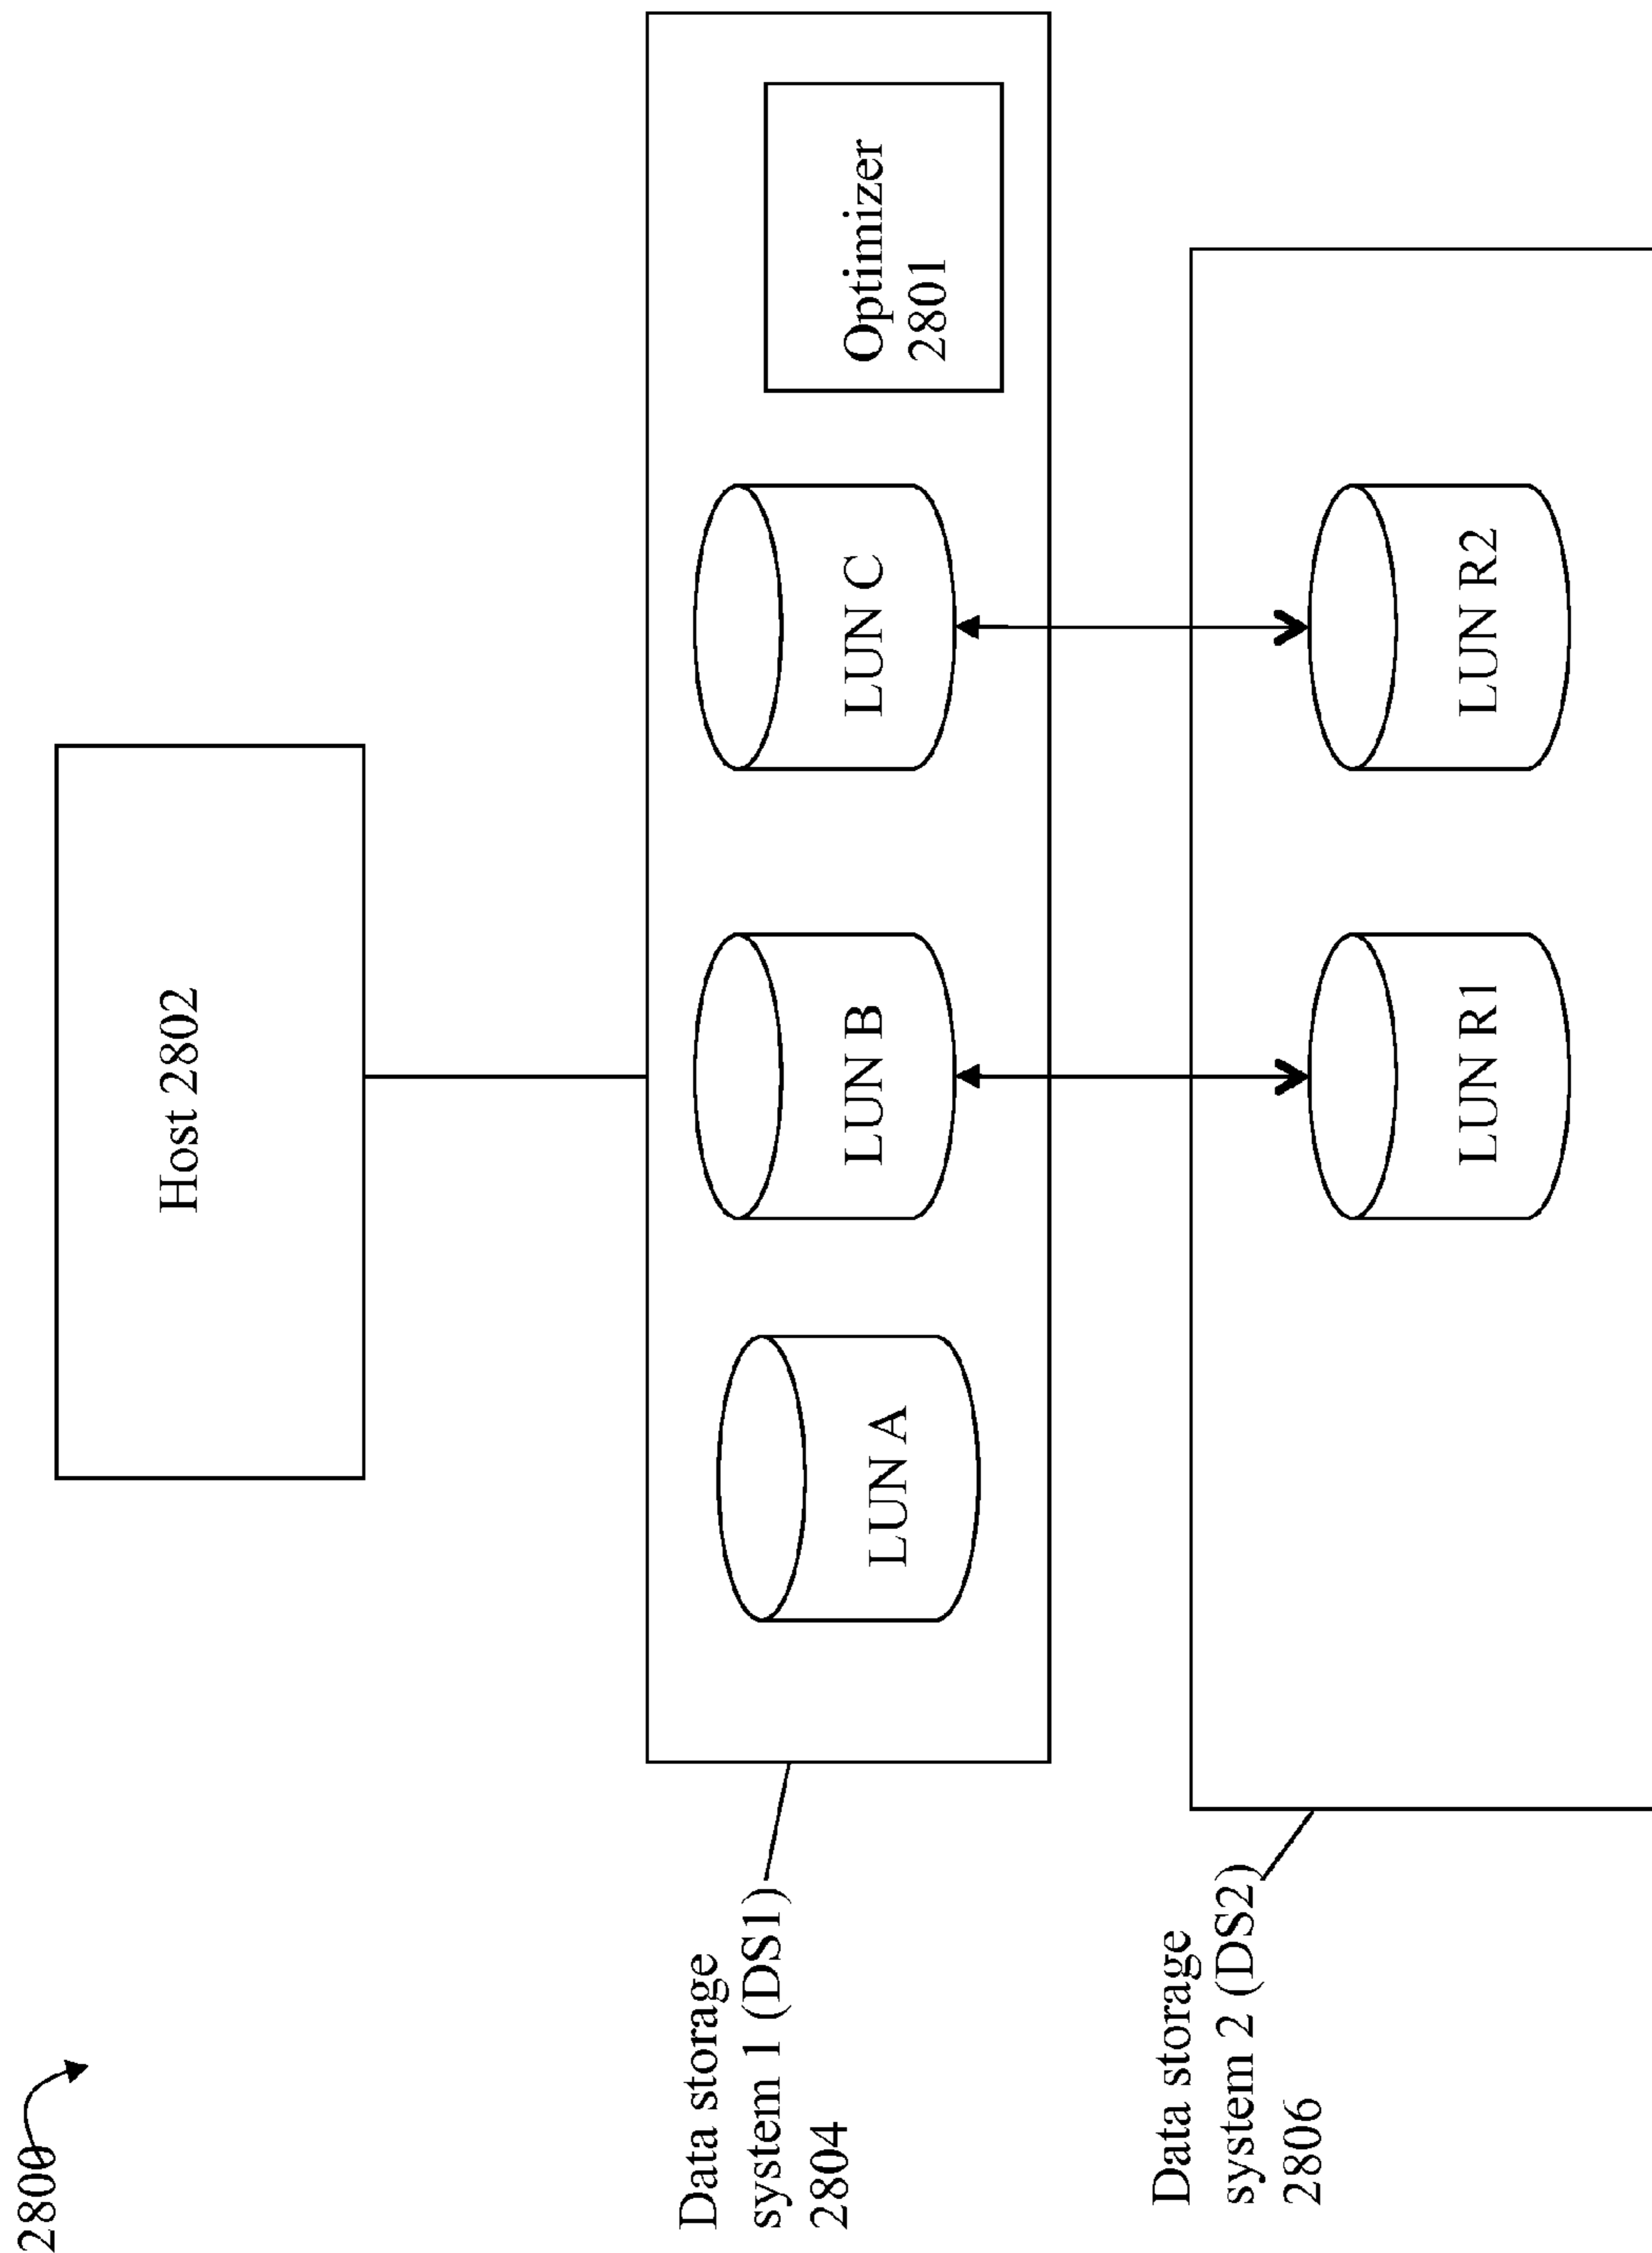 2800
Host 2802
Data storage
system 1 (DS1)
2804
LUN A
LUN B
LUN C
Optimizer
2801
Data storage
system 2 (DS2)
2806
LUN R1
LUN R2